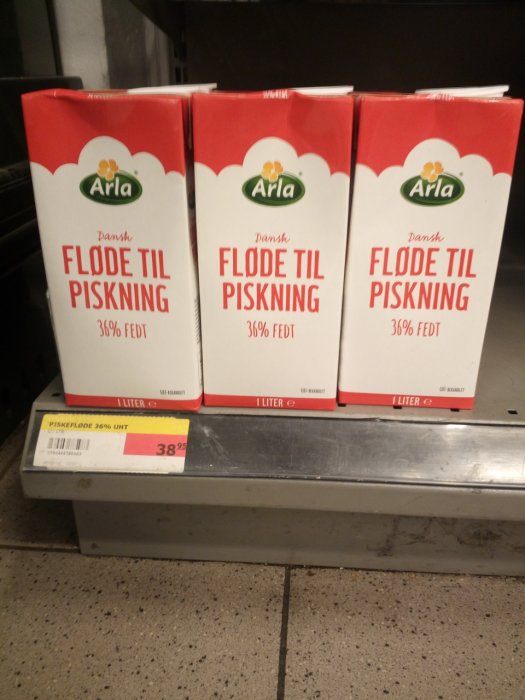 Arla
Dansk
FLØDE TIL
PISKNING
36% FEDT
1 LITER e
Arla
Dansk
FLØDE TIL
PISKNING
36% FEDT
1 LITER e
Arla
Dansk
FLØDE TIL
PISKNING
36% FEDT
1 LITER e
PISKEFLØDE 36% UHT
38 95